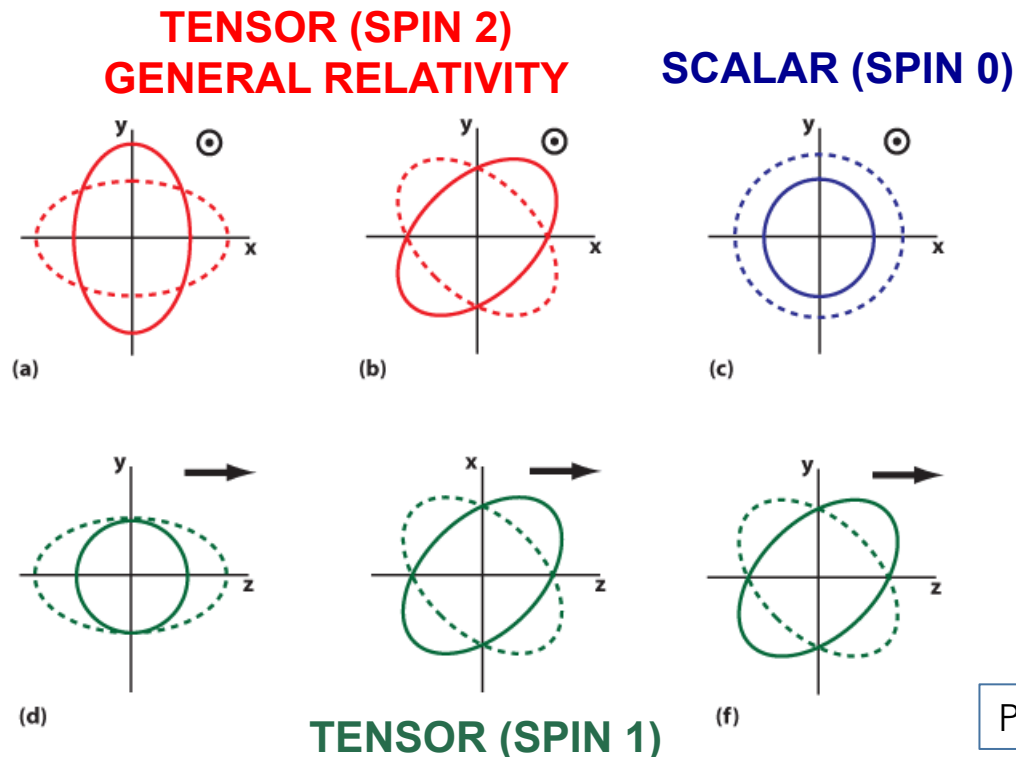 TENSOR (SPIN 2)
GENERAL RELATIVITY
SCALAR (SPIN 0)
y
x
(a)
y
x
(b)
y
x
(c)
y
z
(d)
x
z
y
z
(f)
TENSOR (SPIN 1)
P